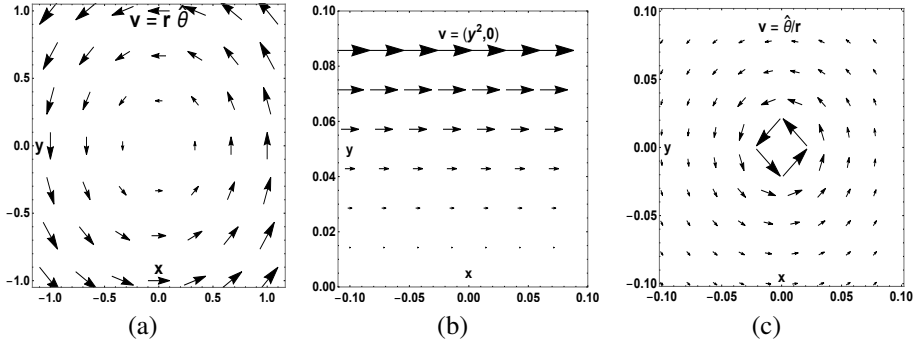 v = r θ̂
1.0
0.5
0.0
−0.5
−1.0
y
x
−1.0 −0.5 0.0 0.5 1.0
(a)
v = (y²,0)
0.10
0.08
0.06
0.04
0.02
0.00
y
x
−0.10 −0.05 0.00 0.05 0.10
(b)
v = θ̂/r
0.10
0.05
0.00
−0.05
−0.10
y
x
−0.10 −0.05 0.00 0.05 0.10
(c)